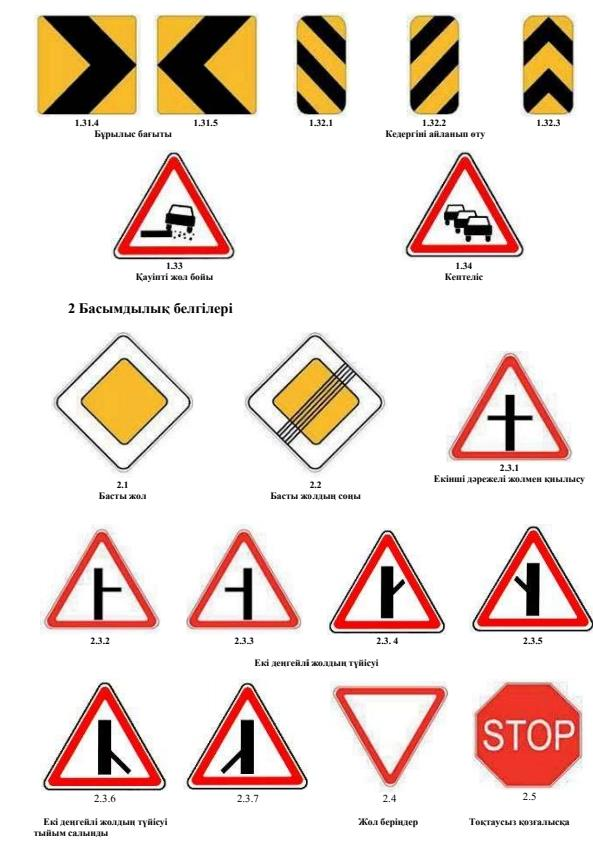 1.31.4 1.31.5 1.32.1 1.32.2 1.32.3
Бұрылыс бағыты Кедергіні айланып өту
1.33 1.34
Қауіпті жол бойы Кептеліс
2 Басымдылық белгілері
2.1 2.2 2.3.1
Басты жол Басты жолдың соңы Екінші дәрежелі жолмен қиылысу
2.3.2 2.3.3 2.3. 4 2.3.5
Екі деңгейлі жолдың түйісуі
STOP
2.3.6 2.3.7 2.4 2.5
Екі деңгейлі жолдың түйісуі Жол беріңдер Тоқтаусыз қозғалысқа
тыйым салынды